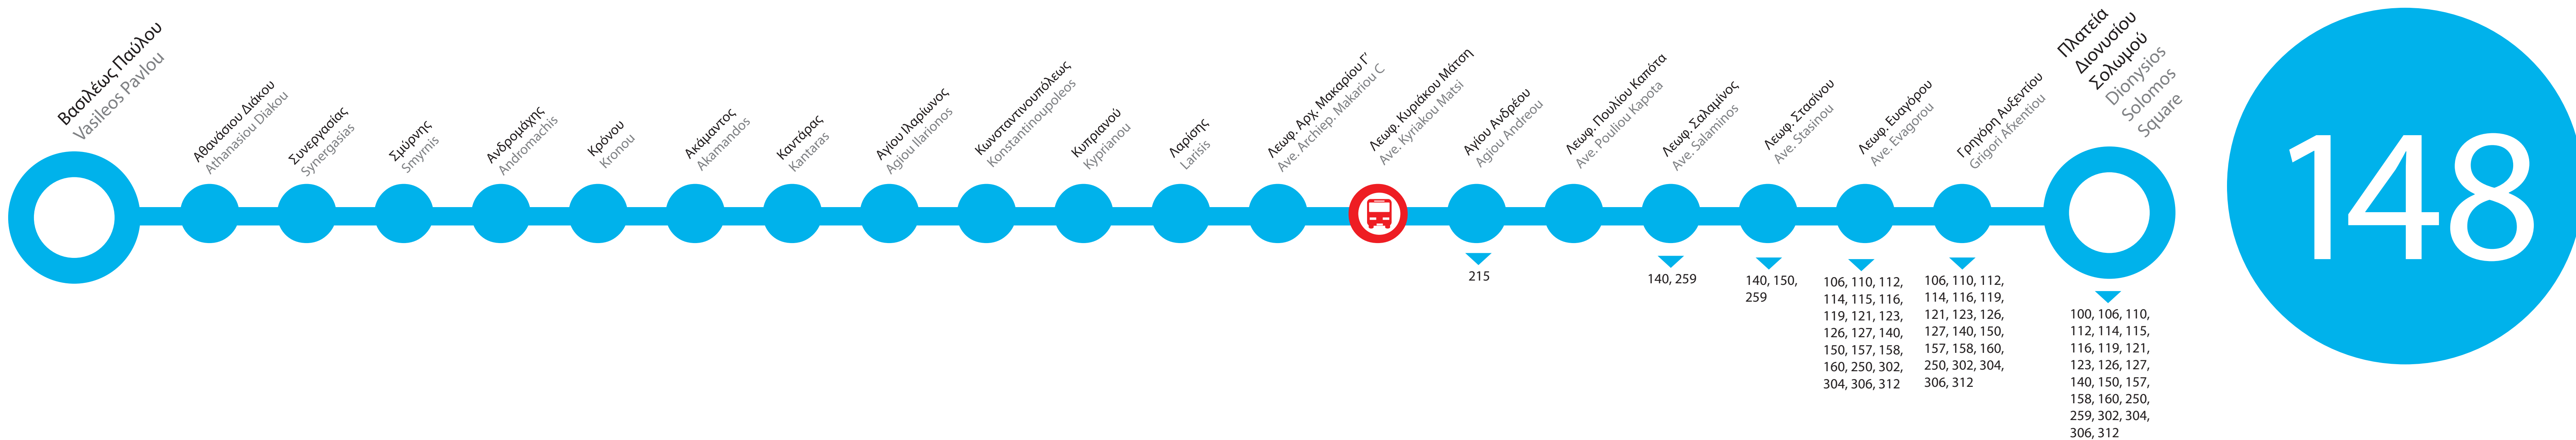 Βασιλέως Παύλου
Vasileos Pavlou
Αθανάσιου Διάκου
Athanasiou Diakou
Συνεργασίας
Synergasias
Σμύρνης
Smyrnis
Ανδρομάχης
Andromachis
Κρόνου
Kronou
Ακάμαντος
Akamandos
Καντάρας
Kantaras
Αγίου Ιλαρίωνος
Agiou Ilarionos
Κωνσταντινουπόλεως
Konstantinoupoleos
Κυπριανού
Kyprianou
Λαρίσης
Larisis
Λεωφ. Αρχ. Μακαρίου Γ’
Ave. Archiep. Makariou C
Λεωφ. Κυριάκου Μάτση
Ave. Kyriakou Matsi
Αγίου Ανδρέου
Agiou Andreou
215
Λεωφ. Πουλίου Καπότα
Ave. Pouliou Kapota
Λεωφ. Σαλαμίνος
Ave. Salaminos
140, 259
Λεωφ. Στασίνου
Ave. Stasinou
140, 150,
259
Λεωφ. Ευαγόρου
Ave. Evagorou
106, 110, 112,
114, 115, 116,
119, 121, 123,
126, 127, 140,
150, 157, 158,
160, 250, 302,
304, 306, 312
Γρηγόρη Αυξεντίου
Grigori Afxentiou
106, 110, 112,
114, 116, 119,
121, 123, 126,
127, 140, 150,
157, 158, 160,
250, 302, 304,
306, 312
Πλατεία
Διονυσίου
Σολωμού
Dionysios
Solomos
Square
100, 106, 110,
112, 114, 115,
116, 119, 121,
123, 126, 127,
140, 150, 157,
158, 160, 250,
259, 302, 304,
306, 312
148